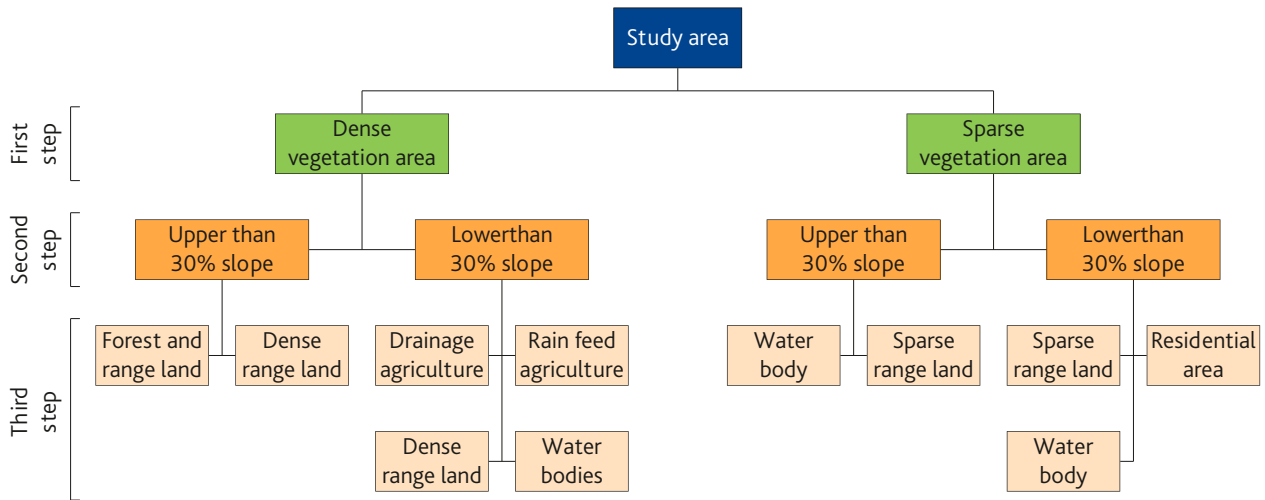 Study area
First
step
Dense
vegetation area
Sparse
vegetation area
Second
step
Upper than
30% slope
Lowerthan
30% slope
Upper than
30% slope
Lowerthan
30% slope
Third
step
Forest and
range land
Dense
range land
Drainage
agriculture
Rain feed
agriculture
Water
body
Sparse
range land
Sparse
range land
Residential
area
Dense
range land
Water
bodies
Water
body